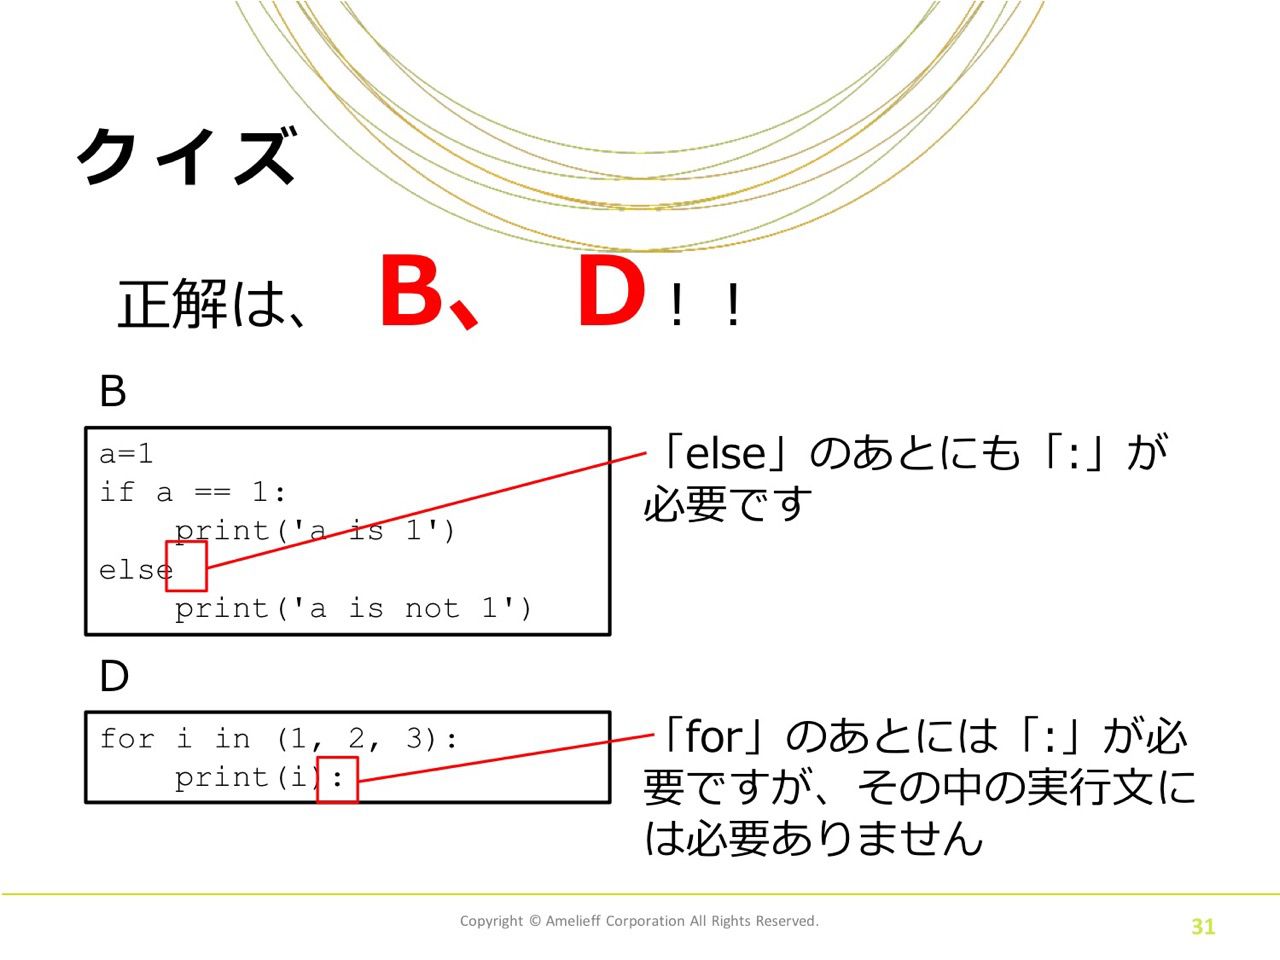 クイズ
正解は、 B、 D！！
B
a=1
if a == 1:
    print('a is 1')
else
    print('a is not 1')
「else」のあとにも「:」が
必要です
D
for i in (1, 2, 3):
    print(i):
「for」のあとには「:」が必
要ですが、その中の実行文に
は必要ありません
Copyright © Amelieff Corporation All Rights Reserved.
31